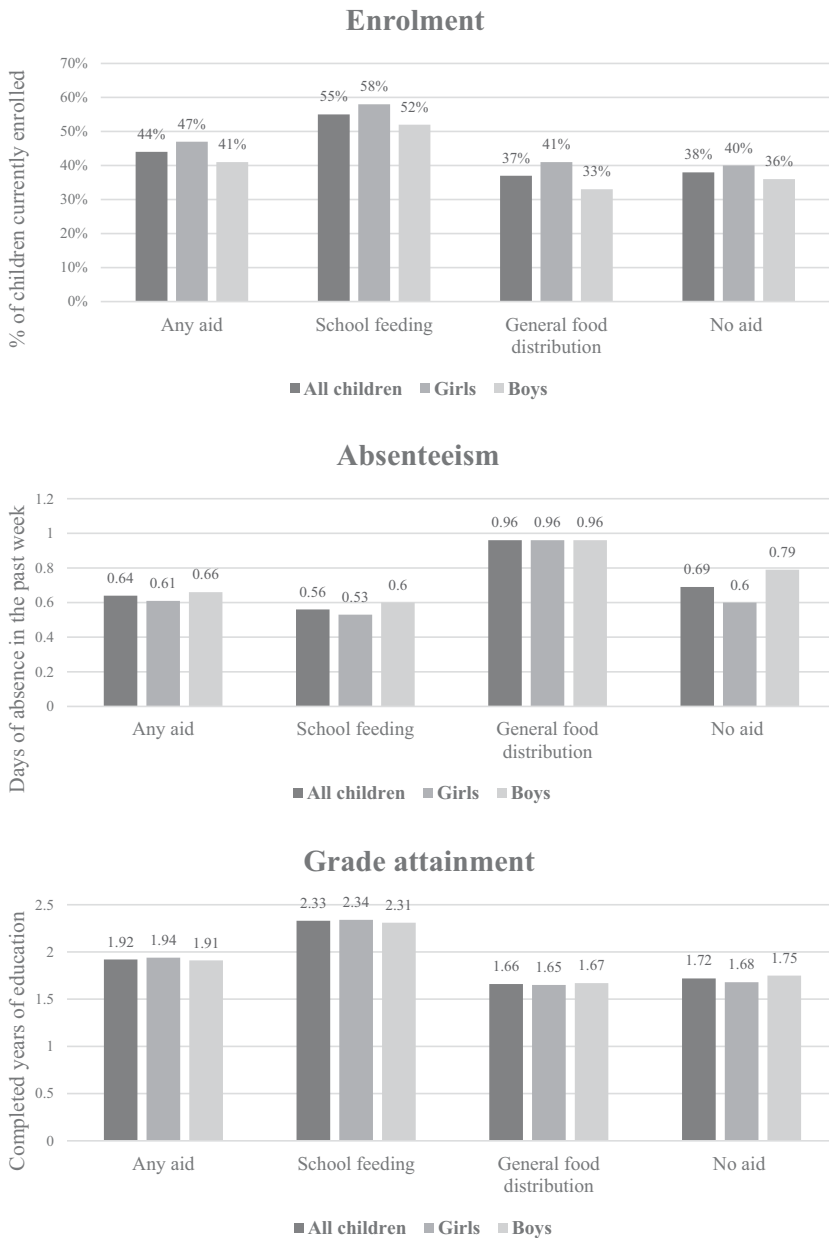 Enrolment
% of children currently enrolled
70%
60%
50%
40%
30%
20%
10%
0%
44% 47% 41% 55% 58% 52% 37% 41% 33% 38% 40% 36%
Any aid School feeding General food distribution No aid
All children Girls Boys
Absenteeism
Days of absence in the past week
1.2
1
0.8
0.6
0.4
0.2
0
0.64 0.61 0.66 0.56 0.53 0.6 0.96 0.96 0.96 0.69 0.6 0.79
Any aid School feeding General food distribution No aid
All children Girls Boys
Grade attainment
Completed years of education
2.5
2
1.5
1
0.5
0
1.92 1.94 1.91 2.33 2.34 2.31 1.66 1.65 1.67 1.72 1.68 1.75
Any aid School feeding General food distribution No aid
All children Girls Boys